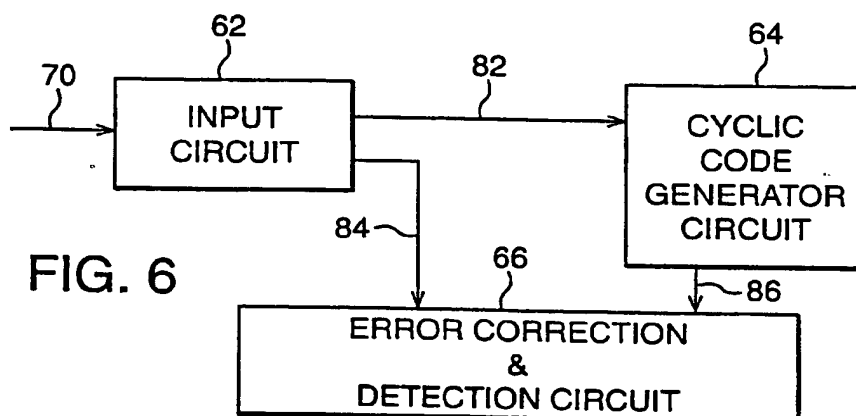 62
64
70
82
INPUT
CIRCUIT
CYCLIC
CODE
GENERATOR
CIRCUIT
84
FIG. 6
66
86
ERROR CORRECTION
&
DETECTION CIRCUIT